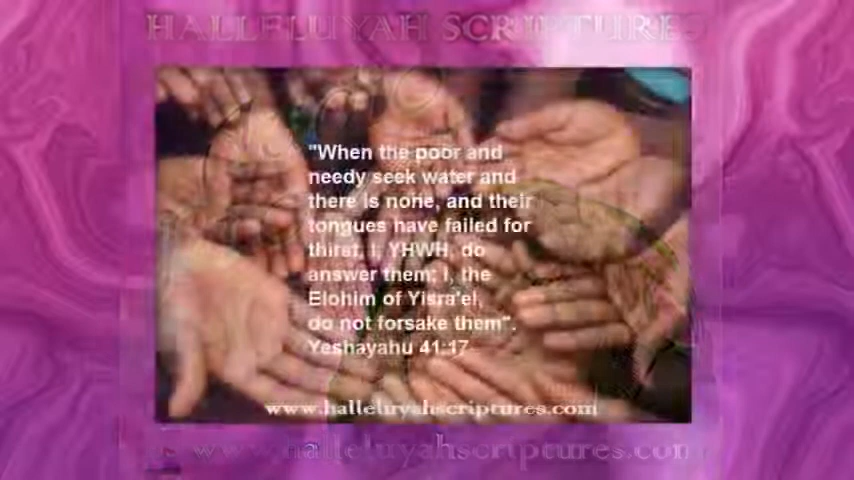 HALLELUYAH SCRIPTURES
"When the poor and
needy seek water and
there is none, and their
tongues have failed for
thirst, I, YHWH, do
answer them; I, the
Elohim of Yisra'el,
do not forsake them".
Yeshayahu 41:17
www.halleluyahscriptures.com
www.halleluyahscriptures.com